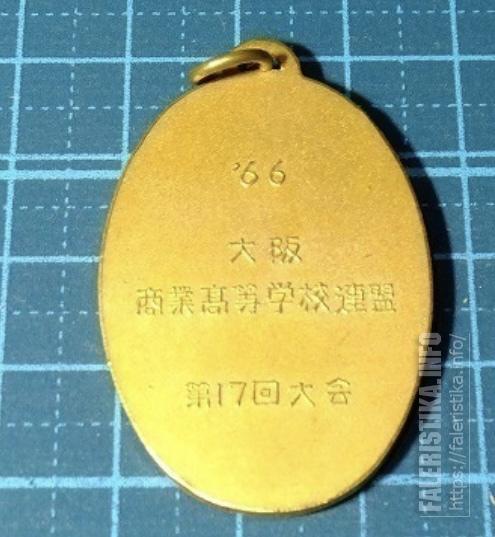 '66
大阪
商業高等学校連盟
第17回大会
FALERISTIKA.INFO
https://faleristika.info/